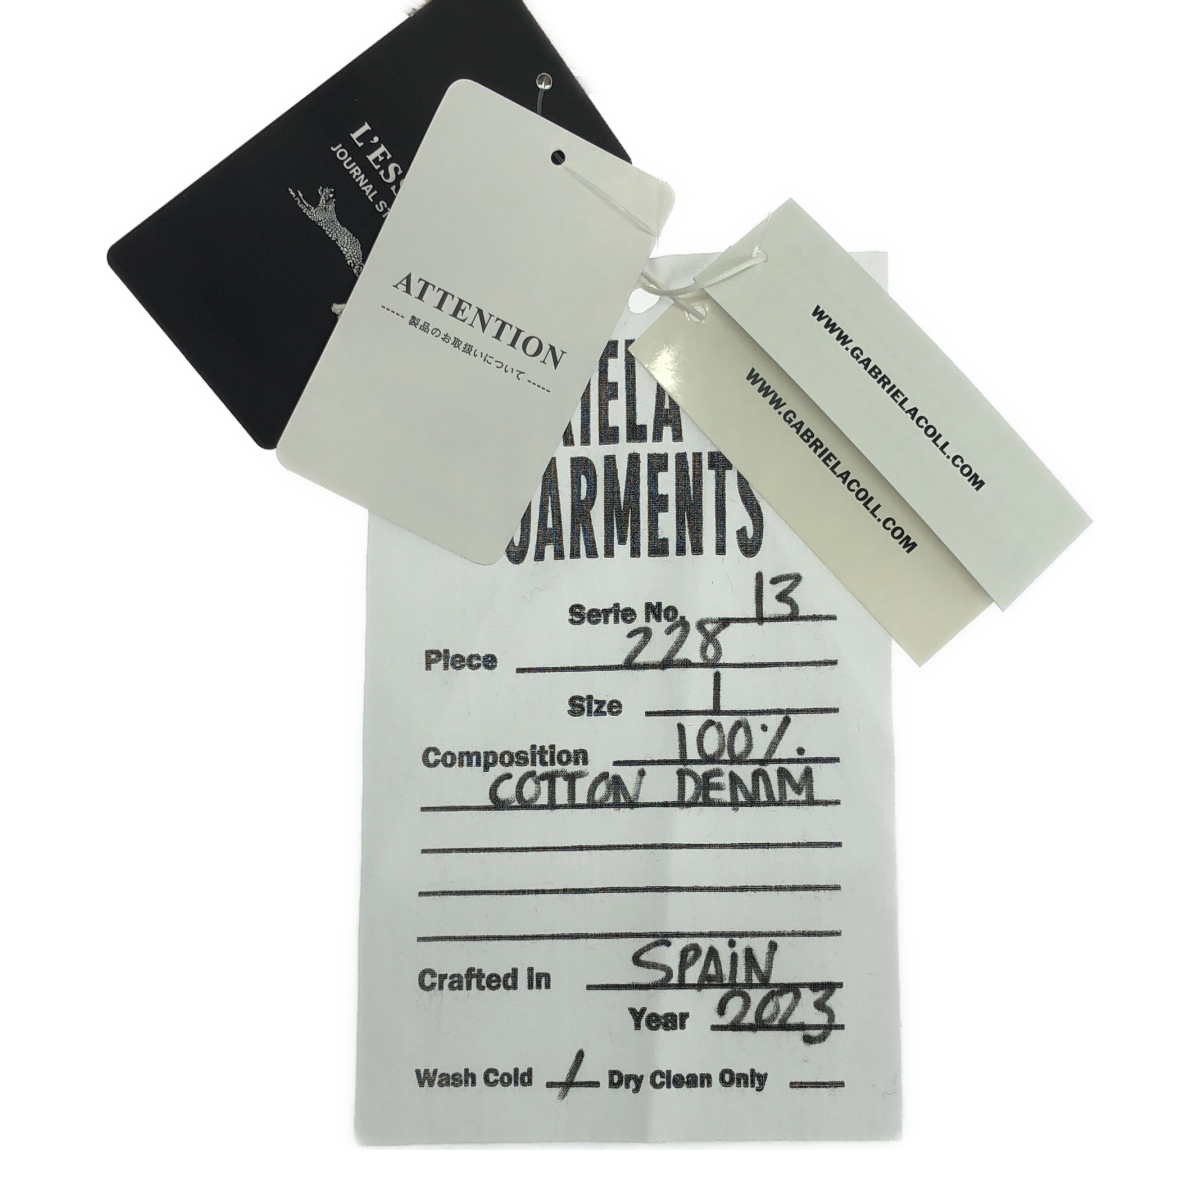 L'ESS
JOURNAL ST
ATTENTION
----- 製品のお取扱いについて -----
WWW.GABRIELACOLL.COM
WWW.GABRIELACOLL.COM
RIELA
GARMENTS
Serie No. 13
Piece 228
Size 1
Composition 100%
COTTON DENIM
Crafted in SPAIN
Year 2023
Wash Cold / Dry Clean Only